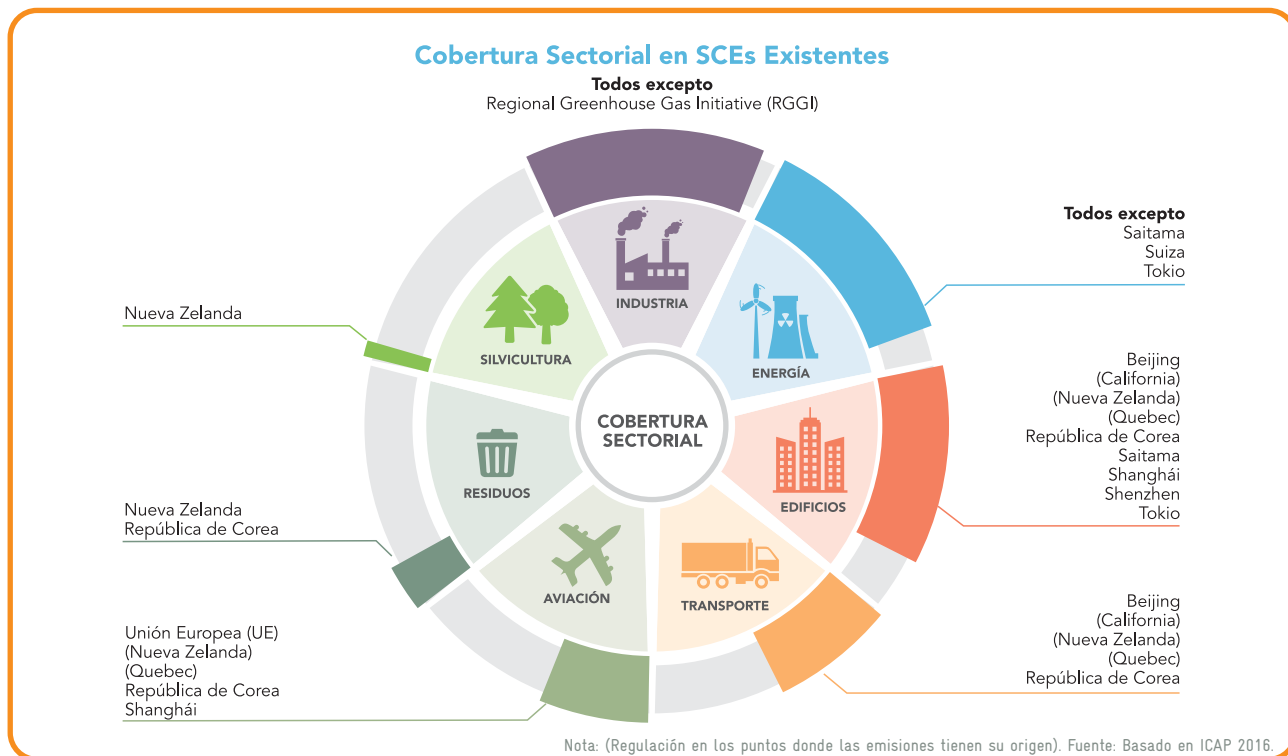 Cobertura Sectorial en SCEs Existentes
Todos excepto
Regional Greenhouse Gas Initiative (RGGI)
INDUSTRIA
Todos excepto
Saitama
Suiza
Tokio
ENERGÍA
Beijing
(California)
(Nueva Zelanda)
(Quebec)
República de Corea
Saitama
Shanghái
Shenzhen
Tokio
EDIFICIOS
Beijing
(California)
(Nueva Zelanda)
(Quebec)
República de Corea
TRANSPORTE
Unión Europea (UE)
(Nueva Zelanda)
(Quebec)
República de Corea
Shanghái
AVIACIÓN
Nueva Zelanda
República de Corea
RESIDUOS
Nueva Zelanda
SILVICULTURA
COBERTURA
SECTORIAL
Nota: (Regulación en los puntos donde las emisiones tienen su origen). Fuente: Basado en ICAP 2016